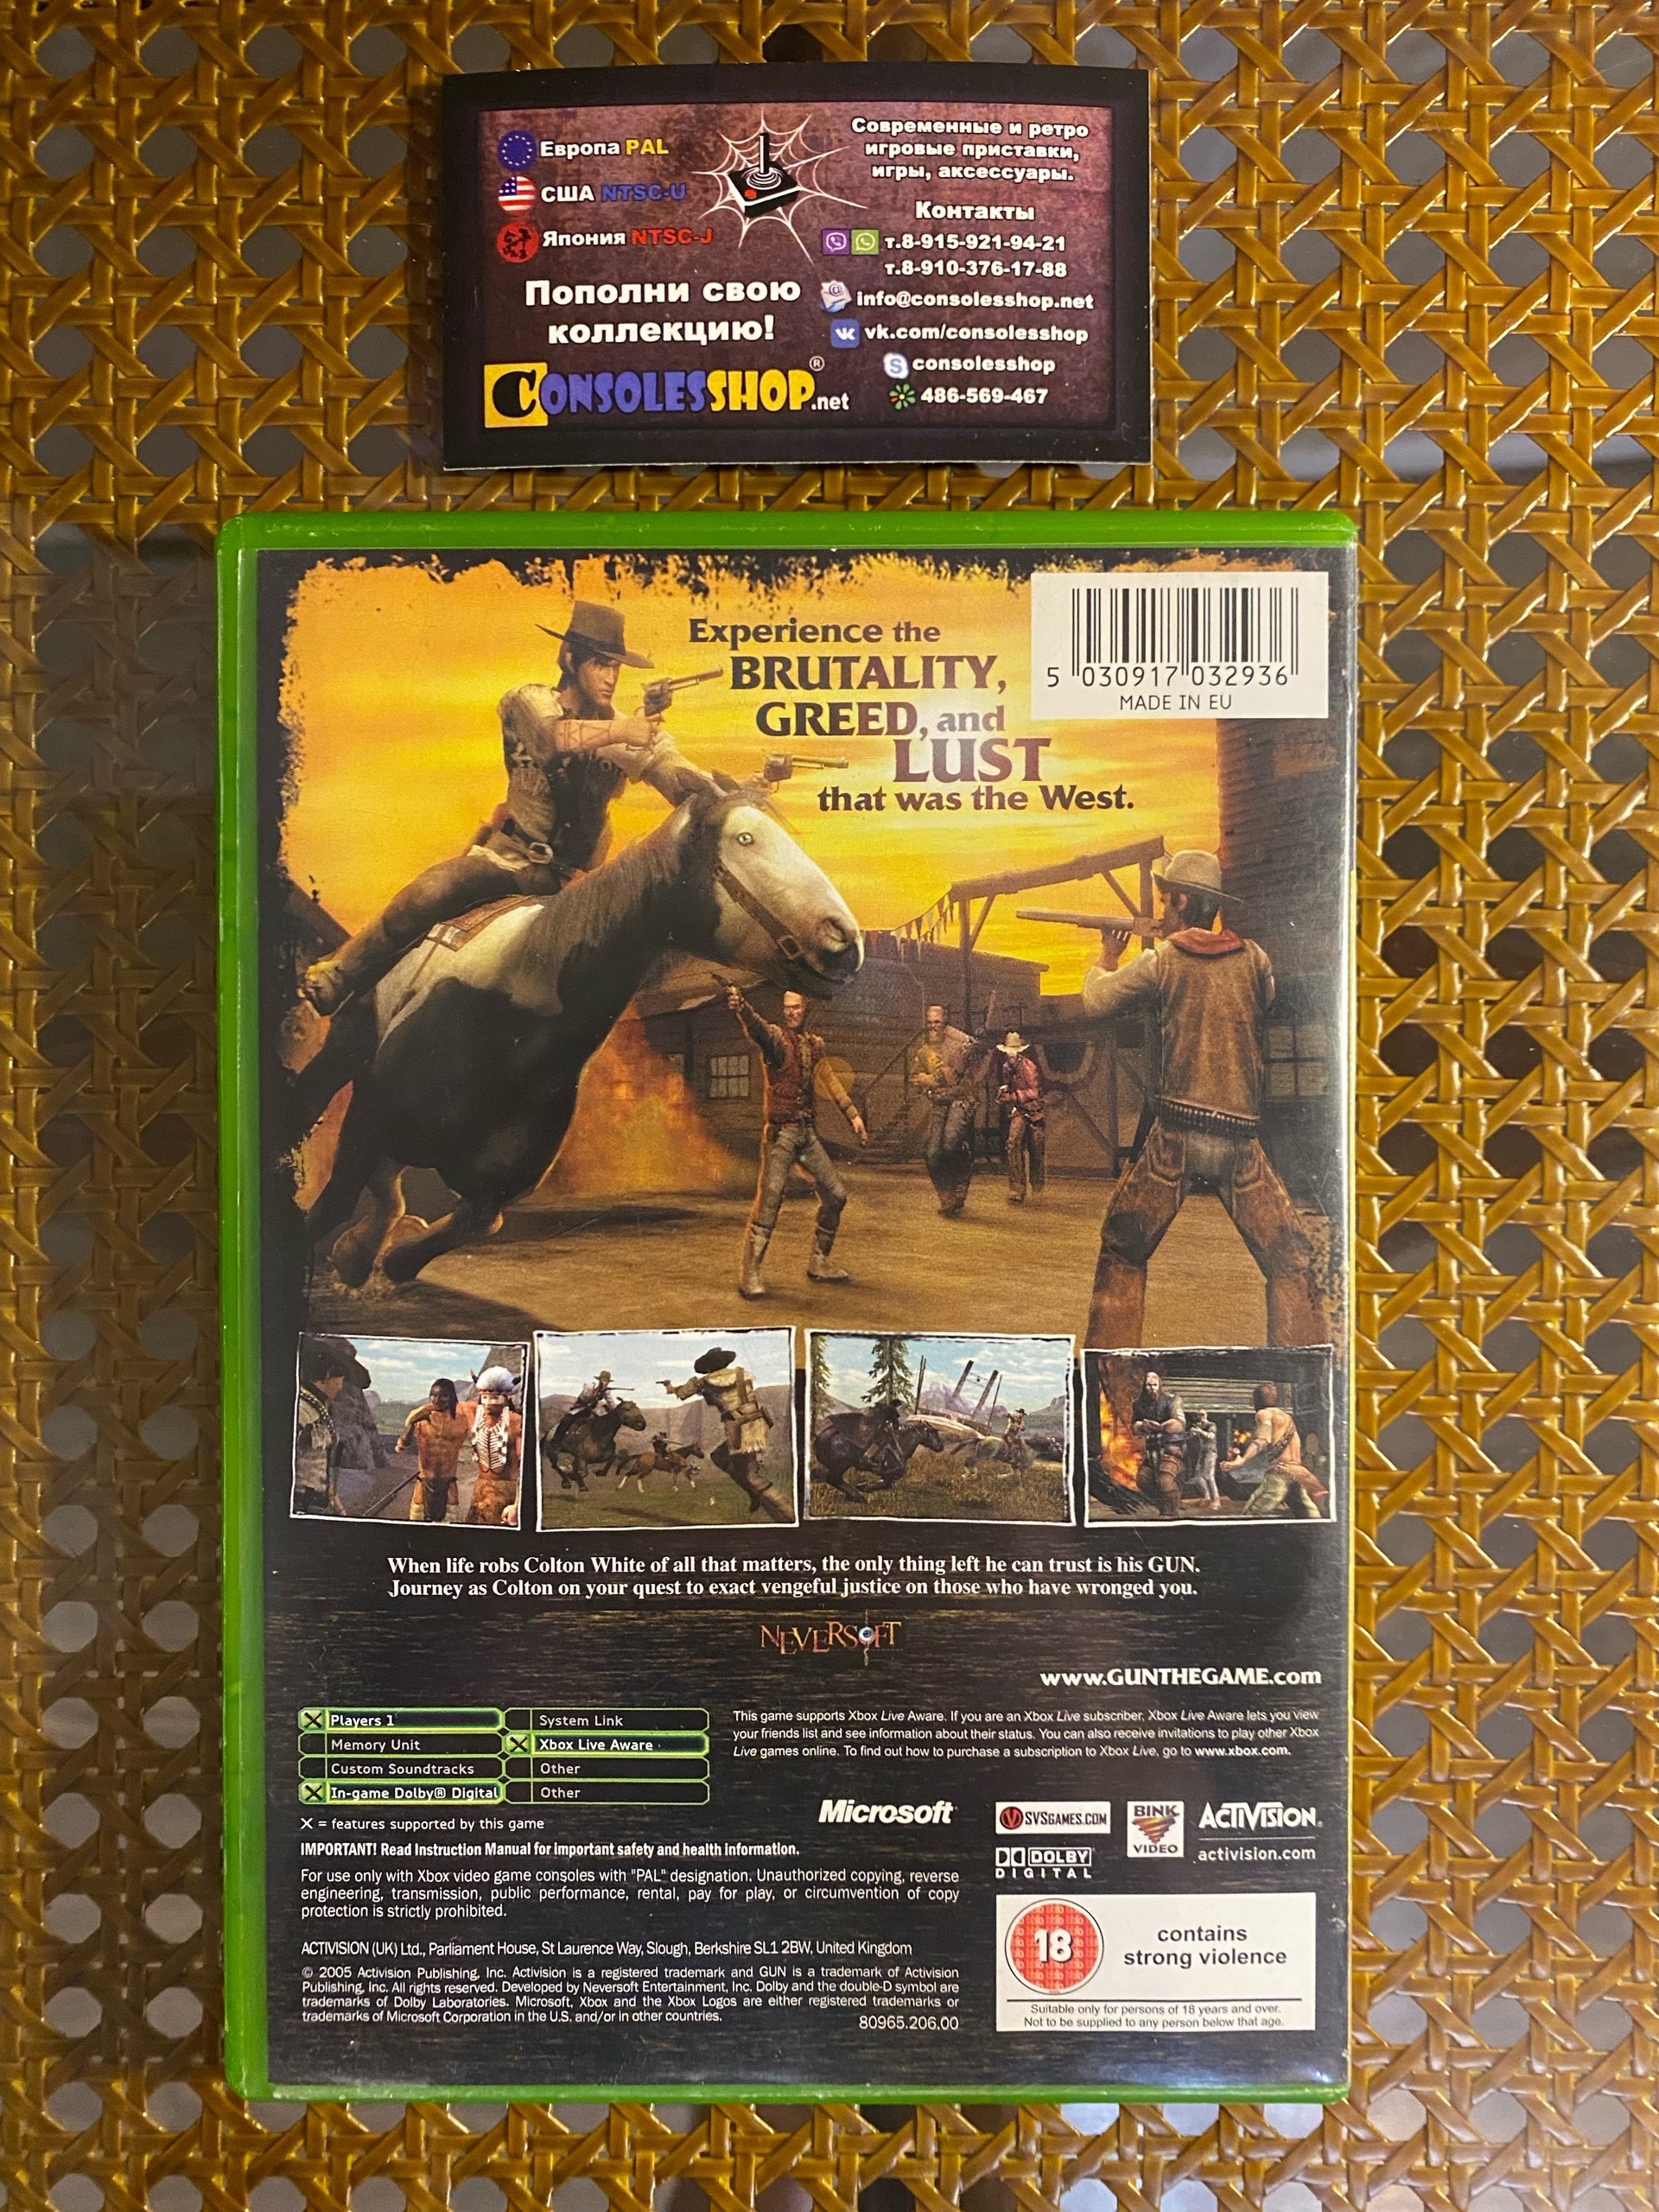 Европа PAL
США NTSC-U
Япония NTSC-J
Пополни свою
коллекцию!
CONSOLESSHOP.net
®
Современные и ретро
игровые приставки,
игры, аксессуары.
Контакты
т.8-915-921-94-21
т.8-910-376-17-88
info@consolesshop.net
vk.com/consolesshop
consolesshop
486-569-467
Experience the
BRUTALITY,
GREED, and
LUST
that was the West.
5 030917 032936
MADE IN EU
When life robs Colton White of all that matters, the only thing left he can trust is his GUN.
Journey as Colton on your quest to exact vengeful justice on those who have wronged you.
NEVERSOFT
www.GUNTHEGAME.com
X Players 1
System Link
Memory Unit
X Xbox Live Aware
Custom Soundtracks
Other
X In-game Dolby® Digital
Other
X = features supported by this game
This game supports Xbox Live Aware. If you are an Xbox Live subscriber, Xbox Live Aware lets you view
your friends list and see information about their status. You can also receive invitations to play other Xbox
Live games online. To find out how to purchase a subscription to Xbox Live, go to www.xbox.com.
IMPORTANT! Read Instruction Manual for important safety and health information.
For use only with Xbox video game consoles with "PAL" designation. Unauthorized copying, reverse
engineering, transmission, public performance, rental, pay for play, or circumvention of copy
protection is strictly prohibited.
ACTIVISION (UK) Ltd., Parliament House, St Laurence Way, Slough, Berkshire SL1 2BW, United Kingdom
© 2005 Activision Publishing, Inc. Activision is a registered trademark and GUN is a trademark of Activision
Publishing, Inc. All rights reserved. Developed by Neversoft Entertainment, Inc. Dolby and the double-D symbol are
trademarks of Dolby Laboratories. Microsoft, Xbox and the Xbox Logos are either registered trademarks or
trademarks of Microsoft Corporation in the U.S. and/or in other countries.
80965.206.00
Microsoft
SVSGAMES.COM
BINK
VIDEO
ACTIVISION.
activision.com
DOLBY
DIGITAL
18
contains
strong violence
Suitable only for persons of 18 years and over.
Not to be supplied to any person below that age.